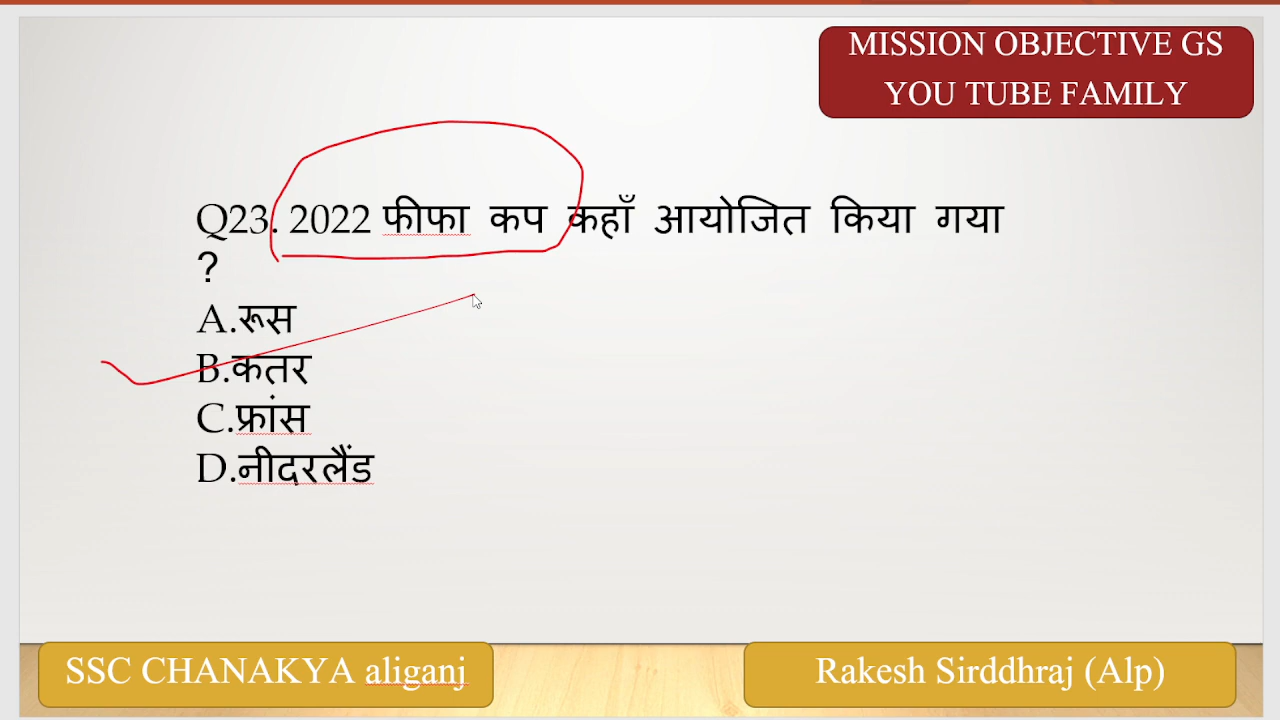 MISSION OBJECTIVE GS
YOU TUBE FAMILY
Q23. 2022 फीफा कप कहाँ आयोजित किया गया
?
A.रूस
B.कतर
C.फ्रांस
D.नीदरलैंड
SSC CHANAKYA aliganj
Rakesh Sirddhraj (Alp)